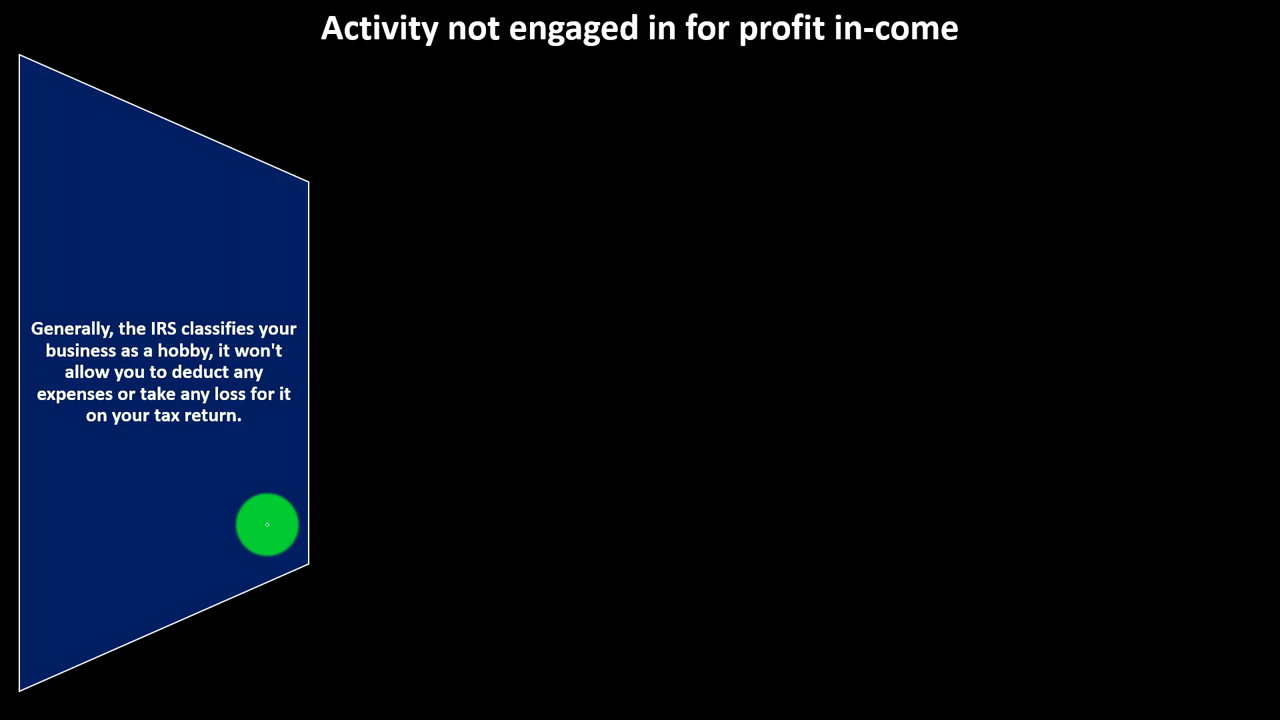 Activity not engaged in for profit in-come
Generally, the IRS classifies your
business as a hobby, it won't
allow you to deduct any
expenses or take any loss for it
on your tax return.